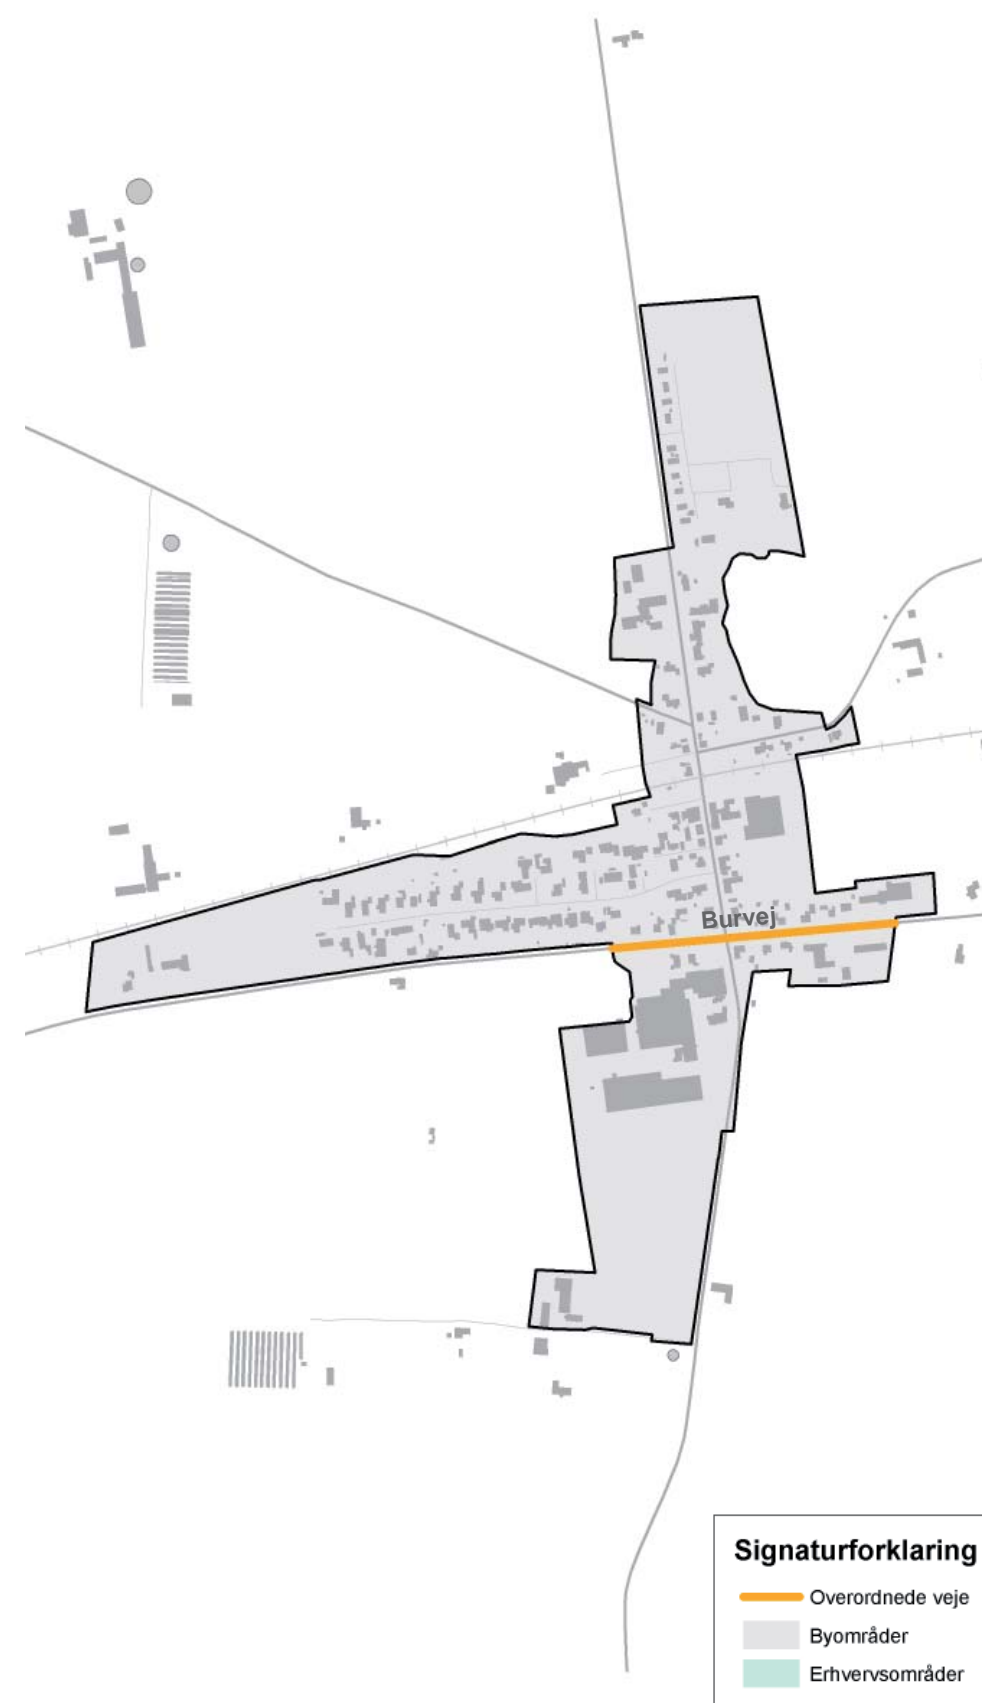 Burvej
Signaturforklaring
Overordnede veje
Byområder
Erhvervsområder